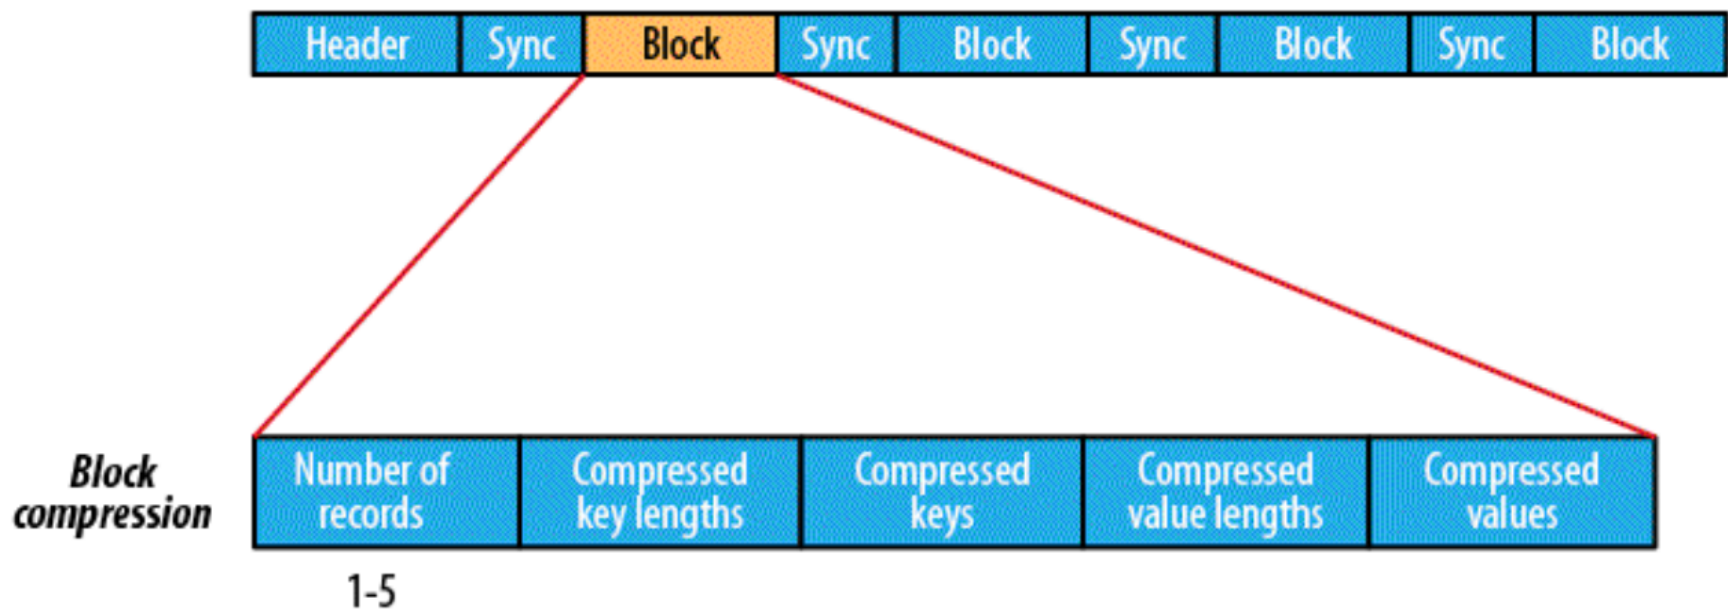 Header Sync Block Sync Block Sync Block Sync Block
Block
compression
Number of
records
Compressed
key lengths
Compressed
keys
Compressed
value lengths
Compressed
values
1-5